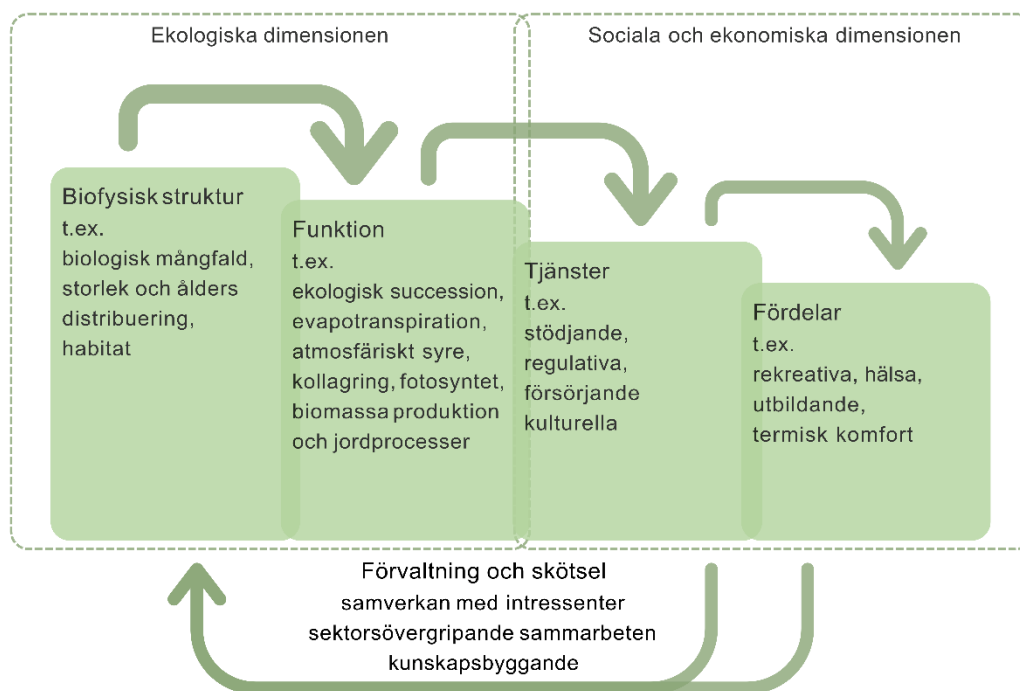 Ekologiska dimensionen
Sociala och ekonomiska dimensionen
Biofysisk struktur
t.ex.
biologisk mångfald,
storlek och ålders
distribuering,
habitat
Funktion
t.ex.
ekologisk succession,
evapotranspiration,
atmosfäriskt syre,
kollagring, fotosyntet,
biomassa produktion
och jordprocesser
Tjänster
t.ex.
stödjande,
regulativa,
försörjande
kulturella
Fördelar
t.ex.
rekreativa, hälsa,
utbildande,
termisk komfort
Förvaltning och skötsel
samverkan med intressenter
sektorsövergripande sammarbeten
kunskapsbyggande